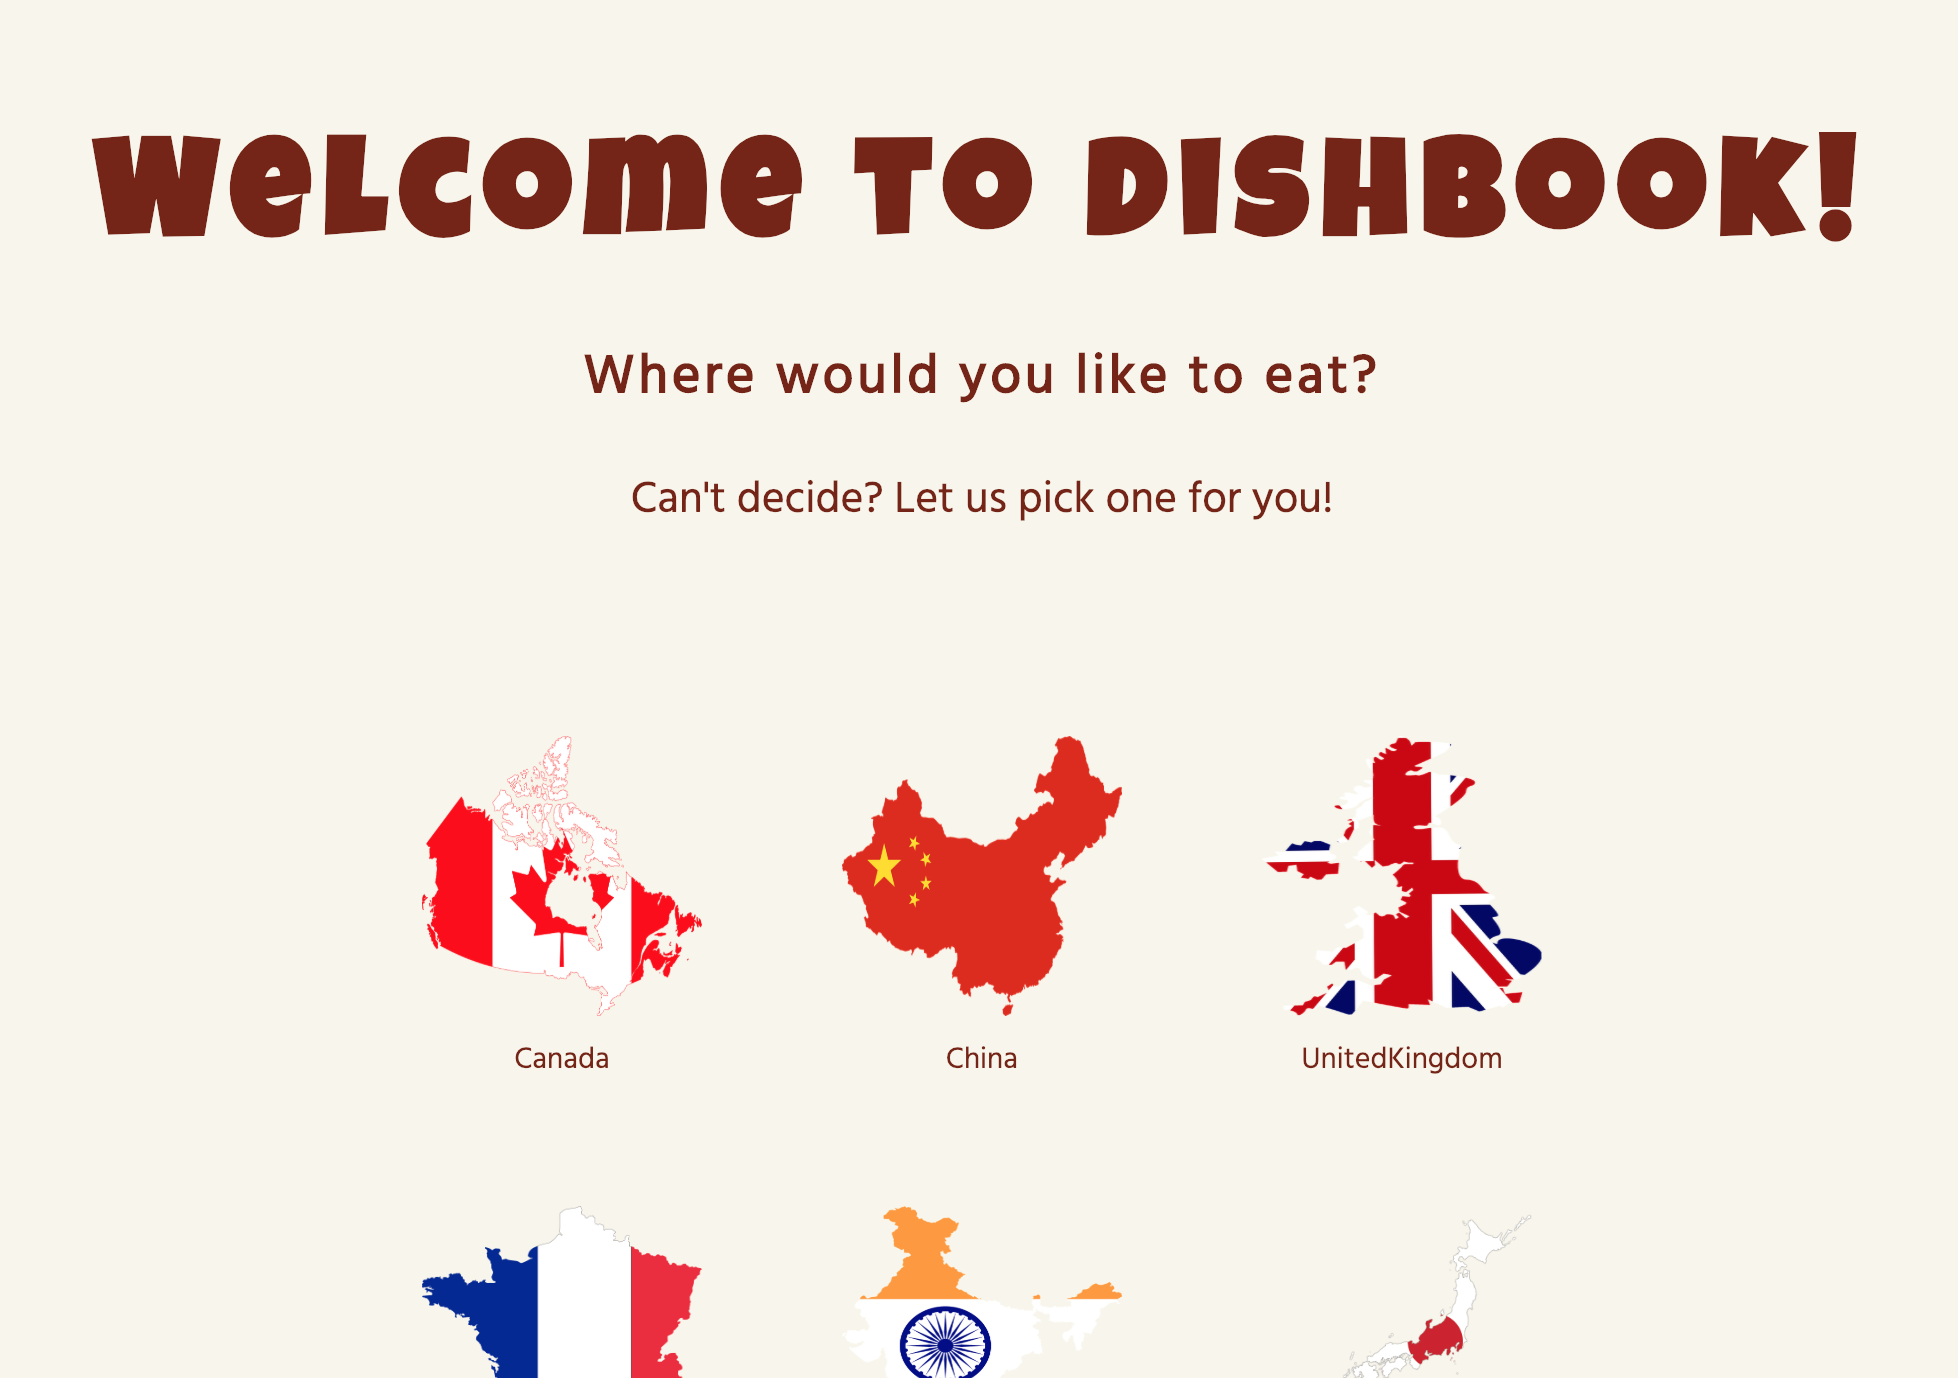 WeLcome To DISHBOOK!
Where would you like to eat?
Can't decide? Let us pick one for you!
Canada
China
UnitedKingdom